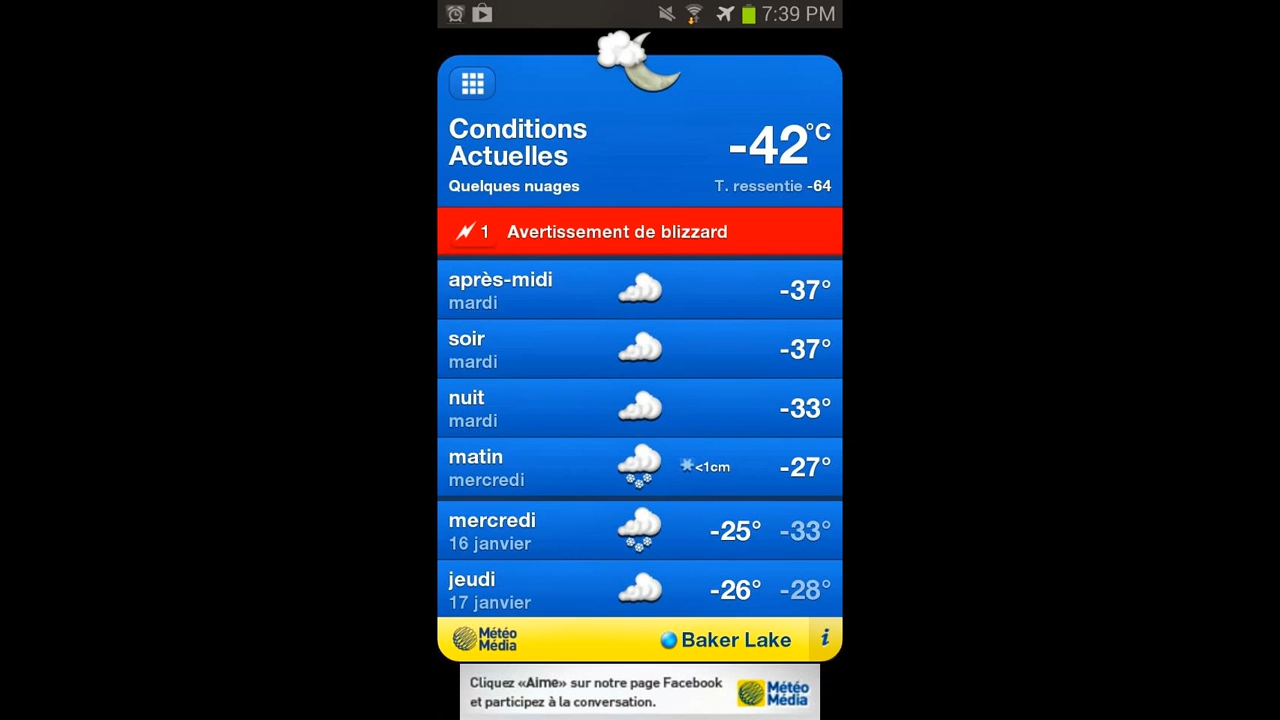 7:39 PM
Conditions
Actuelles
-42°C
Quelques nuages
T. ressentie -64
1 Avertissement de blizzard
après-midi
mardi
-37°
soir
mardi
-37°
nuit
mardi
-33°
matin
mercredi
<1cm
-27°
mercredi
16 janvier
-25° -33°
jeudi
17 janvier
-26° -28°
Météo
Média
Baker Lake
i
Cliquez «Aime» sur notre page Facebook
et participez à la conversation.
Météo
Média